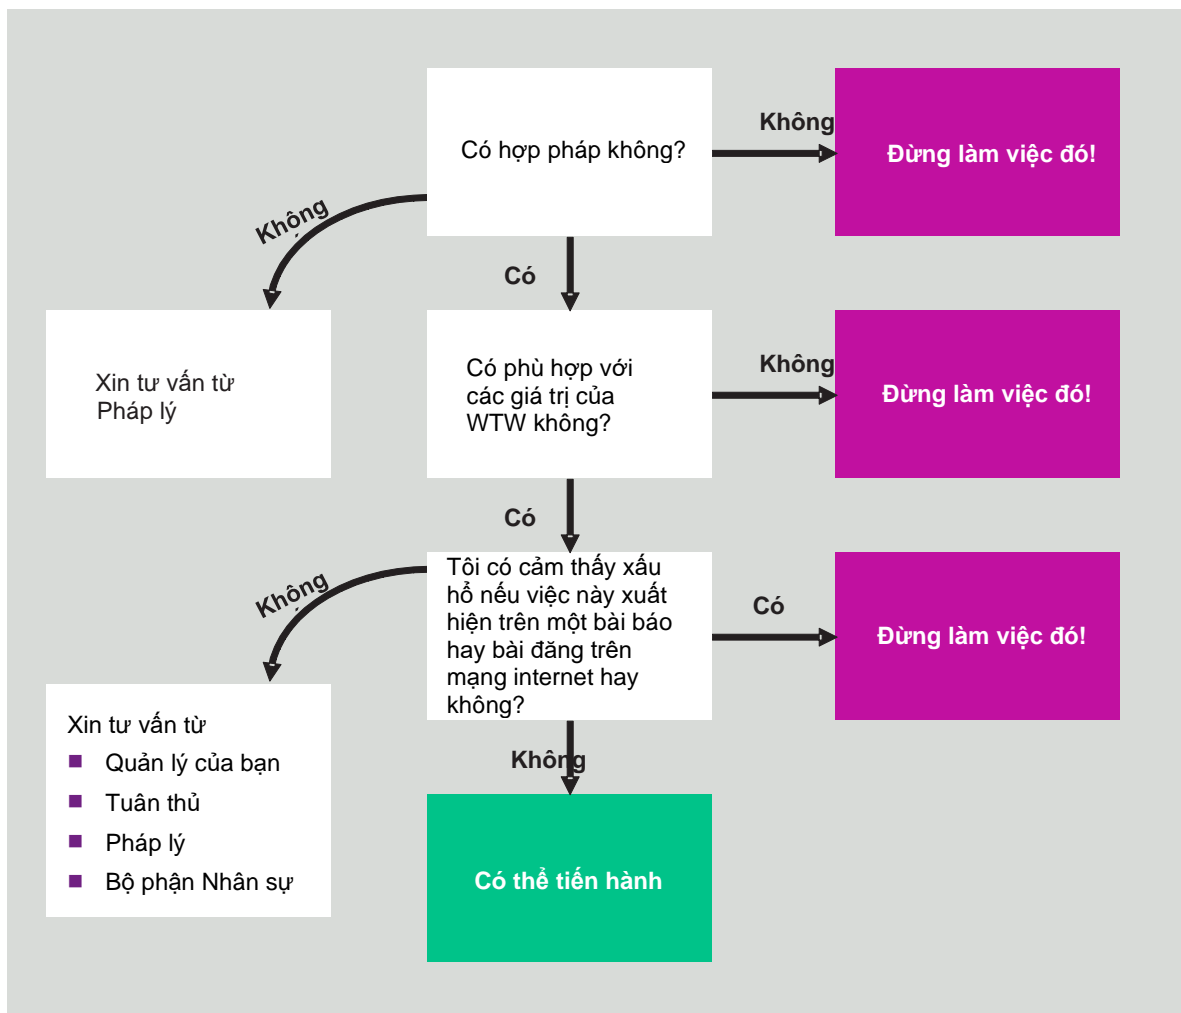 Có hợp pháp không?
Không
Đừng làm việc đó!
Không
Có
Xin tư vấn từ
Pháp lý
Có phù hợp với
các giá trị của
WTW không?
Không
Đừng làm việc đó!
Có
Không
Tôi có cảm thấy xấu
hổ nếu việc này xuất
hiện trên một bài báo
hay bài đăng trên
mạng internet hay
không?
Có
Đừng làm việc đó!
Xin tư vấn từ
Quản lý của bạn
Tuân thủ
Pháp lý
Bộ phận Nhân sự
Không
Có thể tiến hành